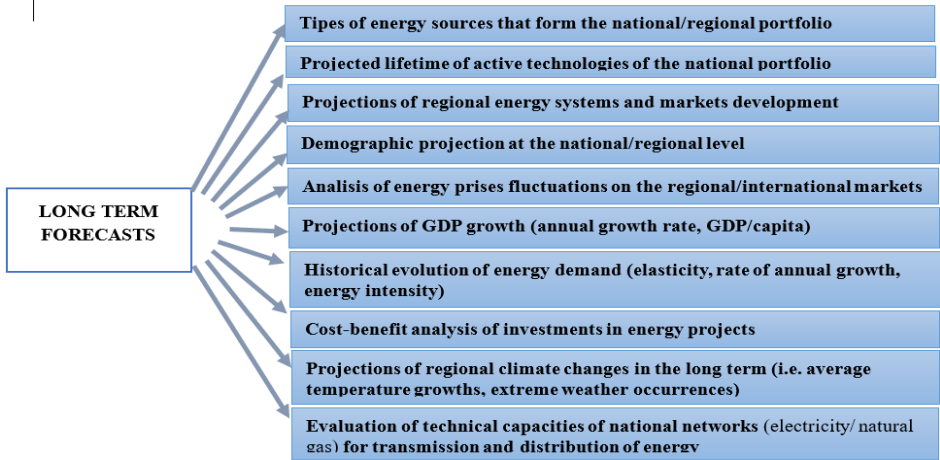 Tipes of energy sources that form the national/regional portfolio
Projected lifetime of active technologies of the national portfolio
Projections of regional energy systems and markets development
Demographic projection at the national/regional level
Analisis of energy prises fluctuations on the regional/international markets
LONG TERM
FORECASTS
Projections of GDP growth (annual growth rate, GDP/capita)
Historical evolution of energy demand (elasticity, rate of annual growth,
energy intensity)
Cost-benefit analysis of investments in energy projects
Projections of regional climate changes in the long term (i.e. average
temperature growths, extreme weather occurrences)
Evaluation of technical capacities of national networks (electricity/ natural
gas) for transmission and distribution of energy